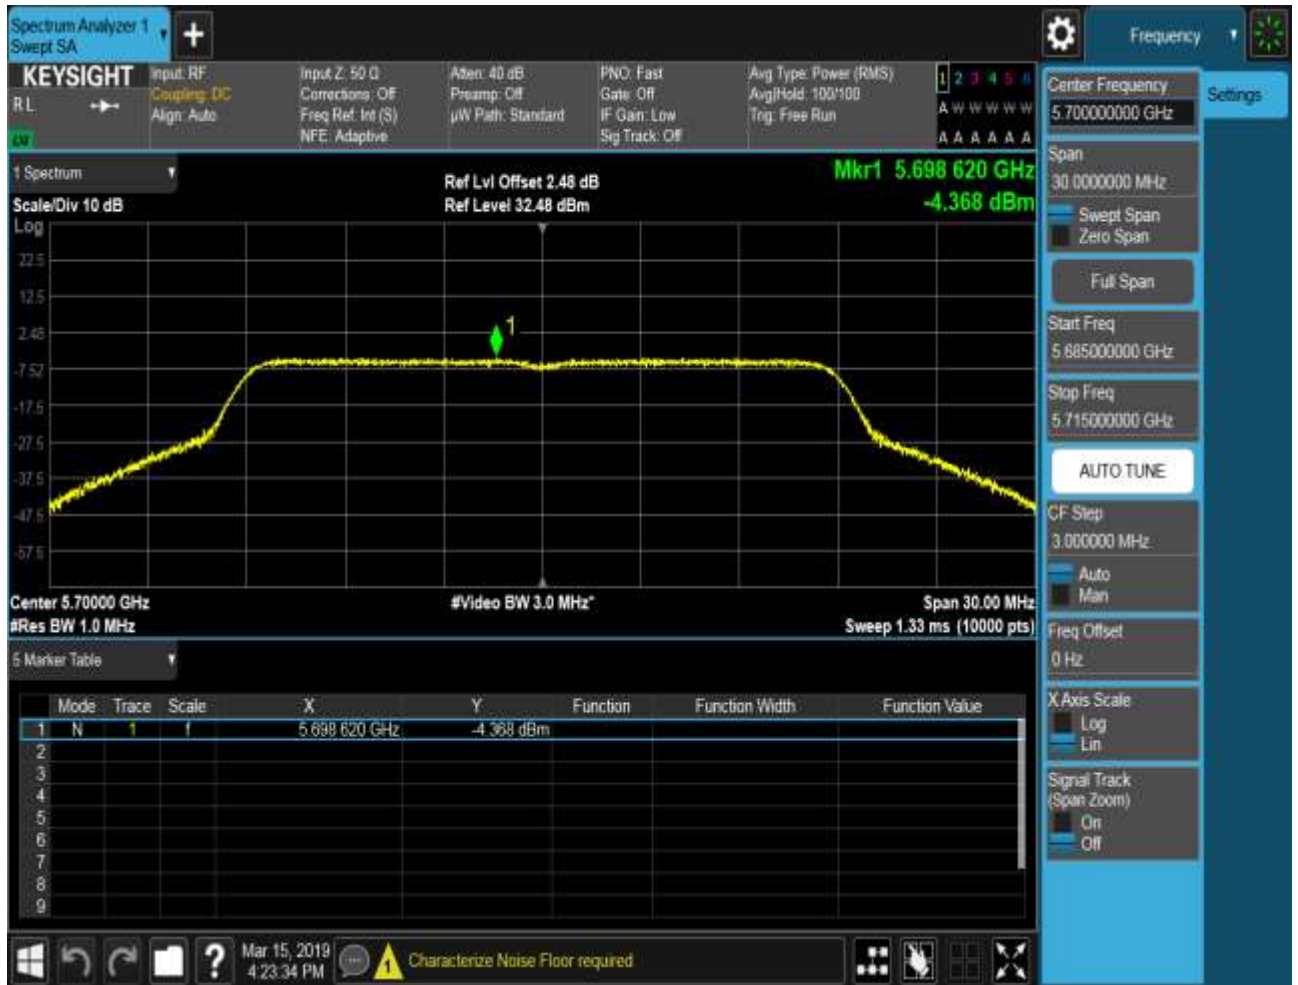 Spectrum Analyzer 1
Swept SA
Frequency
KEYSIGHT
RL
Input: RF
Coupling: DC
Align: Auto
Input Z: 50 Ω
Corrections: Off
Freq Ref: Int (S)
NFE: Adaptive
Atten: 40 dB
Preamp: Off
µW Path: Standard
PNO: Fast
Gate: Off
IF Gain: Low
Sig Track: Off
Avg Type: Power (RMS)
Avg|Hold: 100/100
Trig: Free Run
1 2 3 4 5 6
A W W W W W
A A A A A A
1 Spectrum
Scale/Div 10 dB
Log
Ref Lvl Offset 2.48 dB
Ref Level 32.48 dBm
Mkr1 5.698 620 GHz
-4.368 dBm
22.5
12.5
2.48
-7.52
-17.5
-27.5
-37.5
-47.5
-57.5
1
Center 5.70000 GHz
#Res BW 1.0 MHz
#Video BW 3.0 MHz*
Span 30.00 MHz
Sweep 1.33 ms (10000 pts)
5 Marker Table
Mode Trace Scale X Y Function Function Width Function Value
1 N 1 f 5.698 620 GHz -4.368 dBm
2
3
4
5
6
7
8
9
Mar 15, 2019
4:23:34 PM
Characterize Noise Floor required
Settings
Center Frequency
5.700000000 GHz
Span
30.0000000 MHz
Swept Span
Zero Span
Full Span
Start Freq
5.685000000 GHz
Stop Freq
5.715000000 GHz
AUTO TUNE
CF Step
3.000000 MHz
Auto
Man
Freq Offset
0 Hz
X Axis Scale
Log
Lin
Signal Track
(Span Zoom)
On
Off